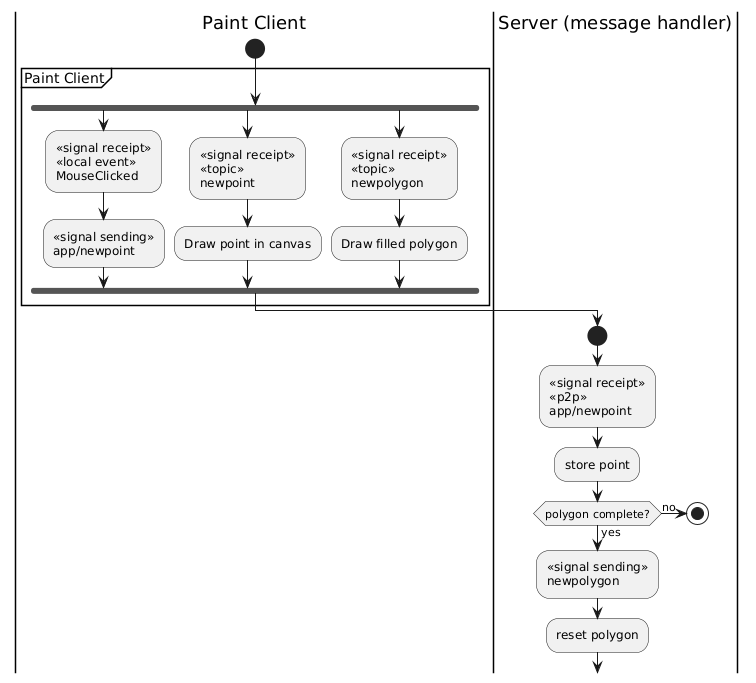 Paint Client
Server (message handler)
Paint Client
«signal receipt»
«local event»
MouseClicked
«signal sending»
app/newpoint
«signal receipt»
«topic»
newpoint
Draw point in canvas
«signal receipt»
«topic»
newpolygon
Draw filled polygon
«signal receipt»
«p2p»
app/newpoint
store point
polygon complete?
no
yes
«signal sending»
newpolygon
reset polygon